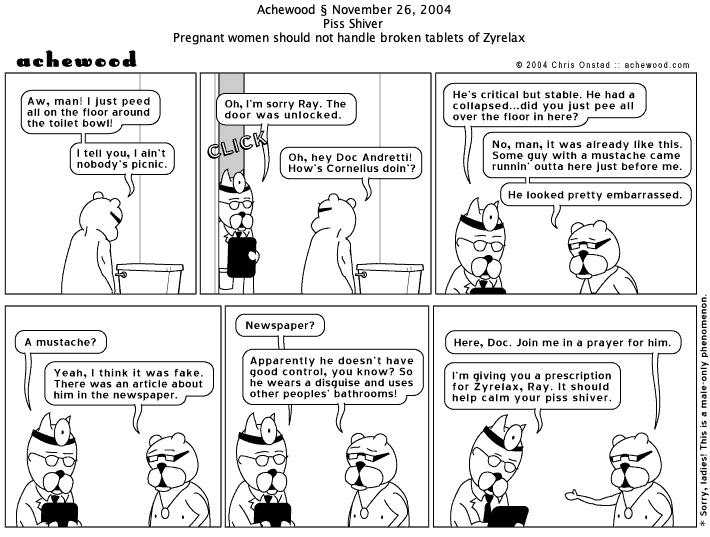 Achewood § November 26, 2004
Piss Shiver
Pregnant women should not handle broken tablets of Zyrelax
achewood
© 2004 Chris Onstad :: achewood.com
Aw, man! I just peed
all on the floor around
the toilet bowl!
I tell you, I ain't
nobody's picnic.
Oh, I'm sorry Ray. The
door was unlocked.
CLICK
Oh, hey Doc Andretti!
How's Cornelius doin'?
He's critical but stable. He had a
collapsed...did you just pee all
over the floor in here?
No, man, it was already like this.
Some guy with a mustache came
runnin' outta here just before me.
He looked pretty embarrassed.
A mustache?
Yeah, I think it was fake.
There was an article about
him in the newspaper.
Newspaper?
Apparently he doesn't have
good control, you know? So
he wears a disguise and uses
other peoples' bathrooms!
Here, Doc. Join me in a prayer for him.
I'm giving you a prescription
for Zyrelax, Ray. It should
help calm your piss shiver.
* Sorry, ladies! This is a male-only phenomenon.